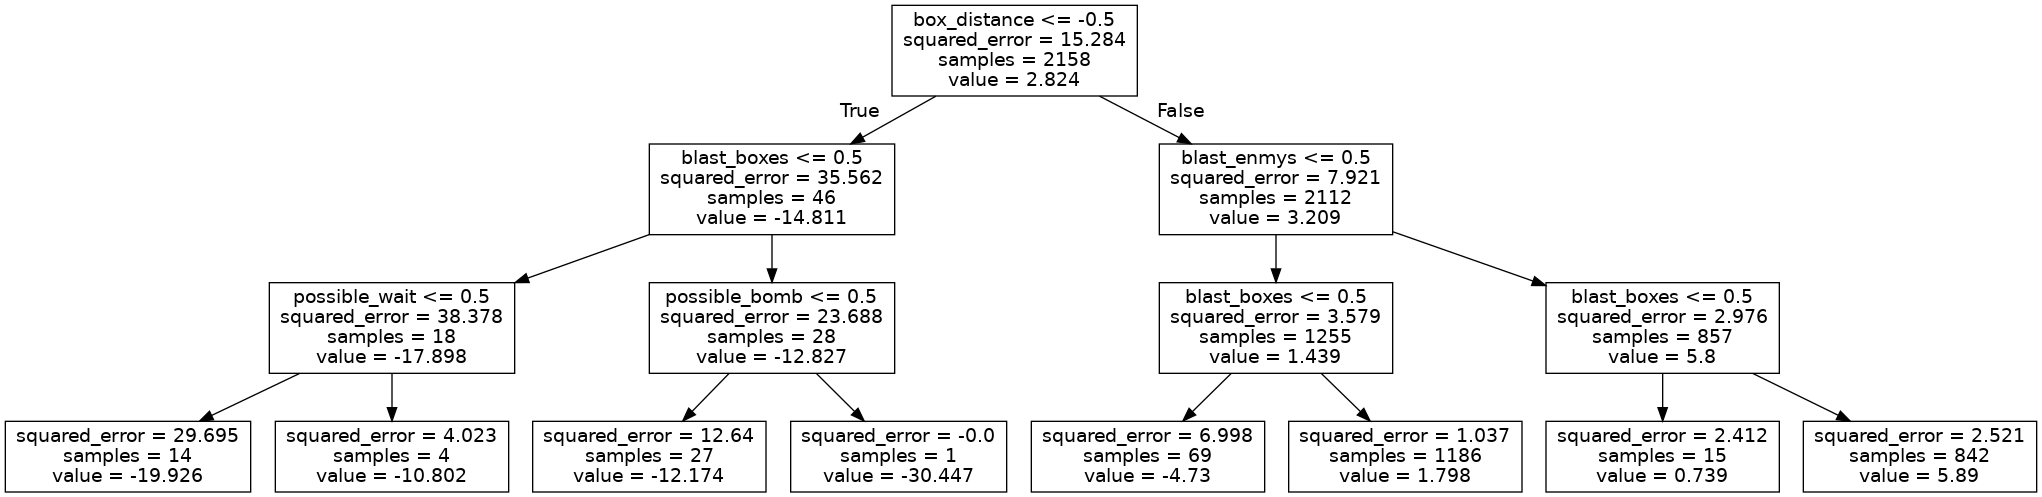 box_distance <= -0.5
squared_error = 15.284
samples = 2158
value = 2.824
True
False
blast_boxes <= 0.5
squared_error = 35.562
samples = 46
value = -14.811
blast_enmys <= 0.5
squared_error = 7.921
samples = 2112
value = 3.209
possible_wait <= 0.5
squared_error = 38.378
samples = 18
value = -17.898
possible_bomb <= 0.5
squared_error = 23.688
samples = 28
value = -12.827
blast_boxes <= 0.5
squared_error = 3.579
samples = 1255
value = 1.439
blast_boxes <= 0.5
squared_error = 2.976
samples = 857
value = 5.8
squared_error = 29.695
samples = 14
value = -19.926
squared_error = 4.023
samples = 4
value = -10.802
squared_error = 12.64
samples = 27
value = -12.174
squared_error = -0.0
samples = 1
value = -30.447
squared_error = 6.998
samples = 69
value = -4.73
squared_error = 1.037
samples = 1186
value = 1.798
squared_error = 2.412
samples = 15
value = 0.739
squared_error = 2.521
samples = 842
value = 5.89